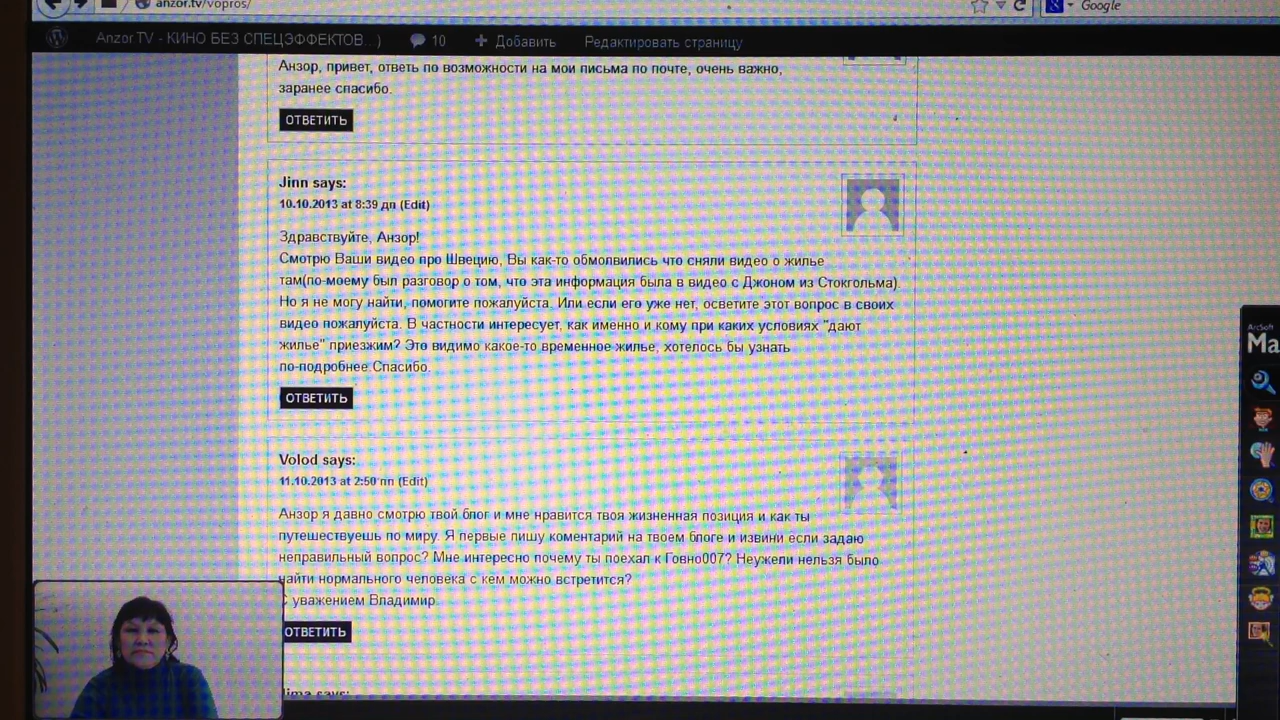 anzor.tv/vopros/
Google
Anzor.TV - КИНО БЕЗ СПЕЦЭФФЕКТОВ...)
10
Добавить
Редактировать страницу
Анзор, привет, ответь по возможности на мои письма по почте, очень важно,
заранее спасибо.
ОТВЕТИТЬ
Jinn says:
10.10.2013 at 8:39 дп (Edit)
Здравствуйте, Анзор!
Смотрю Ваши видео про Швецию, Вы как-то обмолвились что сняли видео о жилье
там(по-моему был разговор о том, что эта информация была в видео с Джоном из Стокгольма).
Но я не могу найти, помогите пожалуйста. Или если его уже нет, осветите этот вопрос в своих
видео пожалуйста. В частности интересует, как именно и кому при каких условиях "дают
жилье" приезжим? Это видимо какое-то временное жилье, хотелось бы узнать
по-подробнее.Спасибо.
ОТВЕТИТЬ
Volod says:
11.10.2013 at 2:50 пп (Edit)
Анзор я давно смотрю твой блог и мне нравится твоя жизненная позиция и как ты
путешествуешь по миру. Я первые пишу коментарий на твоем блоге и извини если задаю
неправильный вопрос? Мне интересно почему ты поехал к Говно007? Неужели нельзя было
найти нормального человека с кем можно встретится?
С уважением Владимир
ОТВЕТИТЬ
says:
ArcSoft
Ma